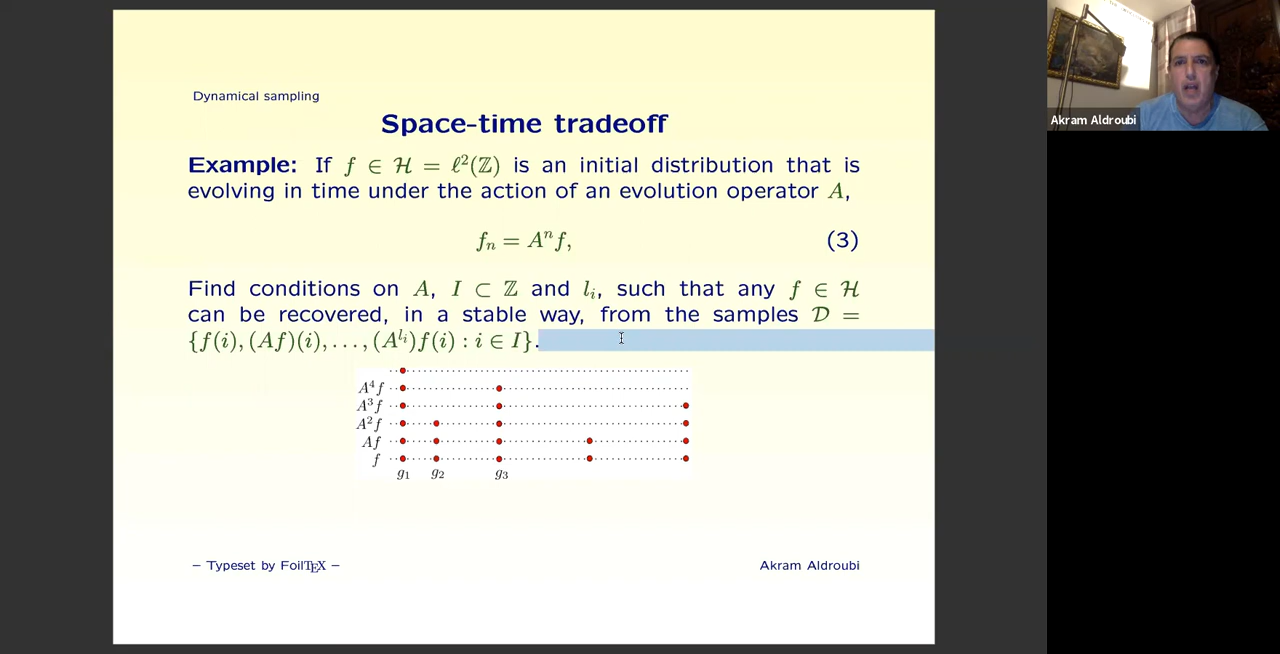 Dynamical sampling
Space-time tradeoff
Example: If f ∈ ℋ = ℓ²(ℤ) is an initial distribution that is
evolving in time under the action of an evolution operator A,
fₙ = Aⁿf, (3)
Find conditions on A, I ⊂ ℤ and lᵢ, such that any f ∈ ℋ
can be recovered, in a stable way, from the samples 𝒟 =
{f(i), (Af)(i), . . . , (A^{lᵢ})f(i) : i ∈ I}.
A⁴f
A³f
A²f
Af
f
g₁ g₂ g₃
– Typeset by FoilTEX –
Akram Aldroubi
Akram Aldroubi